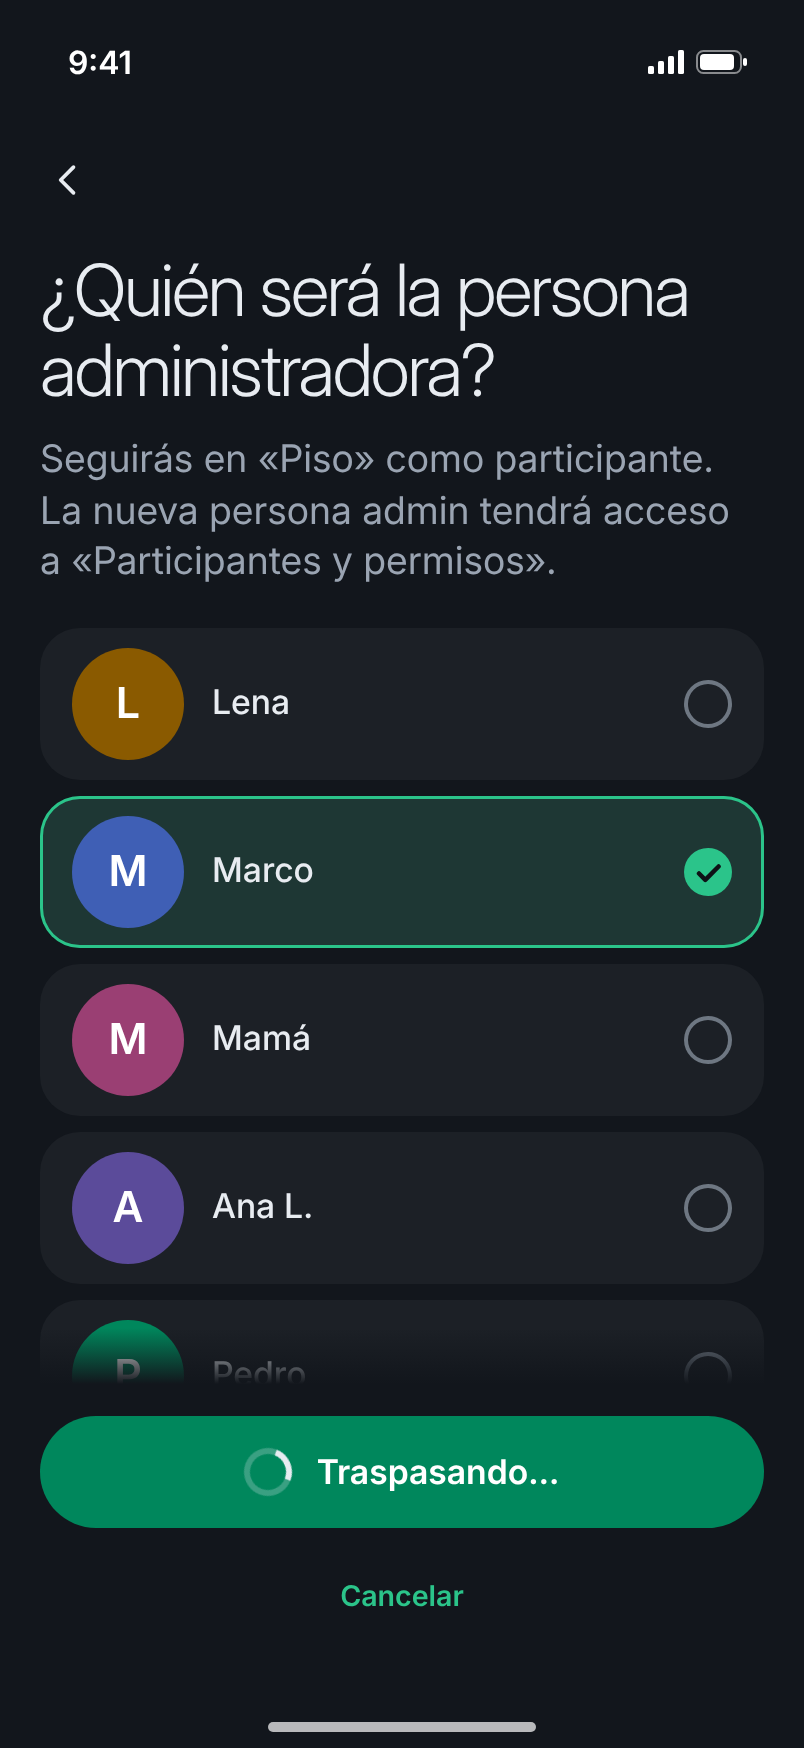 9:41
¿Quién será la persona
administradora?
Seguirás en «Piso» como participante.
La nueva persona admin tendrá acceso
a «Participantes y permisos».
L
Lena
M
Marco
M
Mamá
A
Ana L.
P
Pedro
Traspasando...
Cancelar